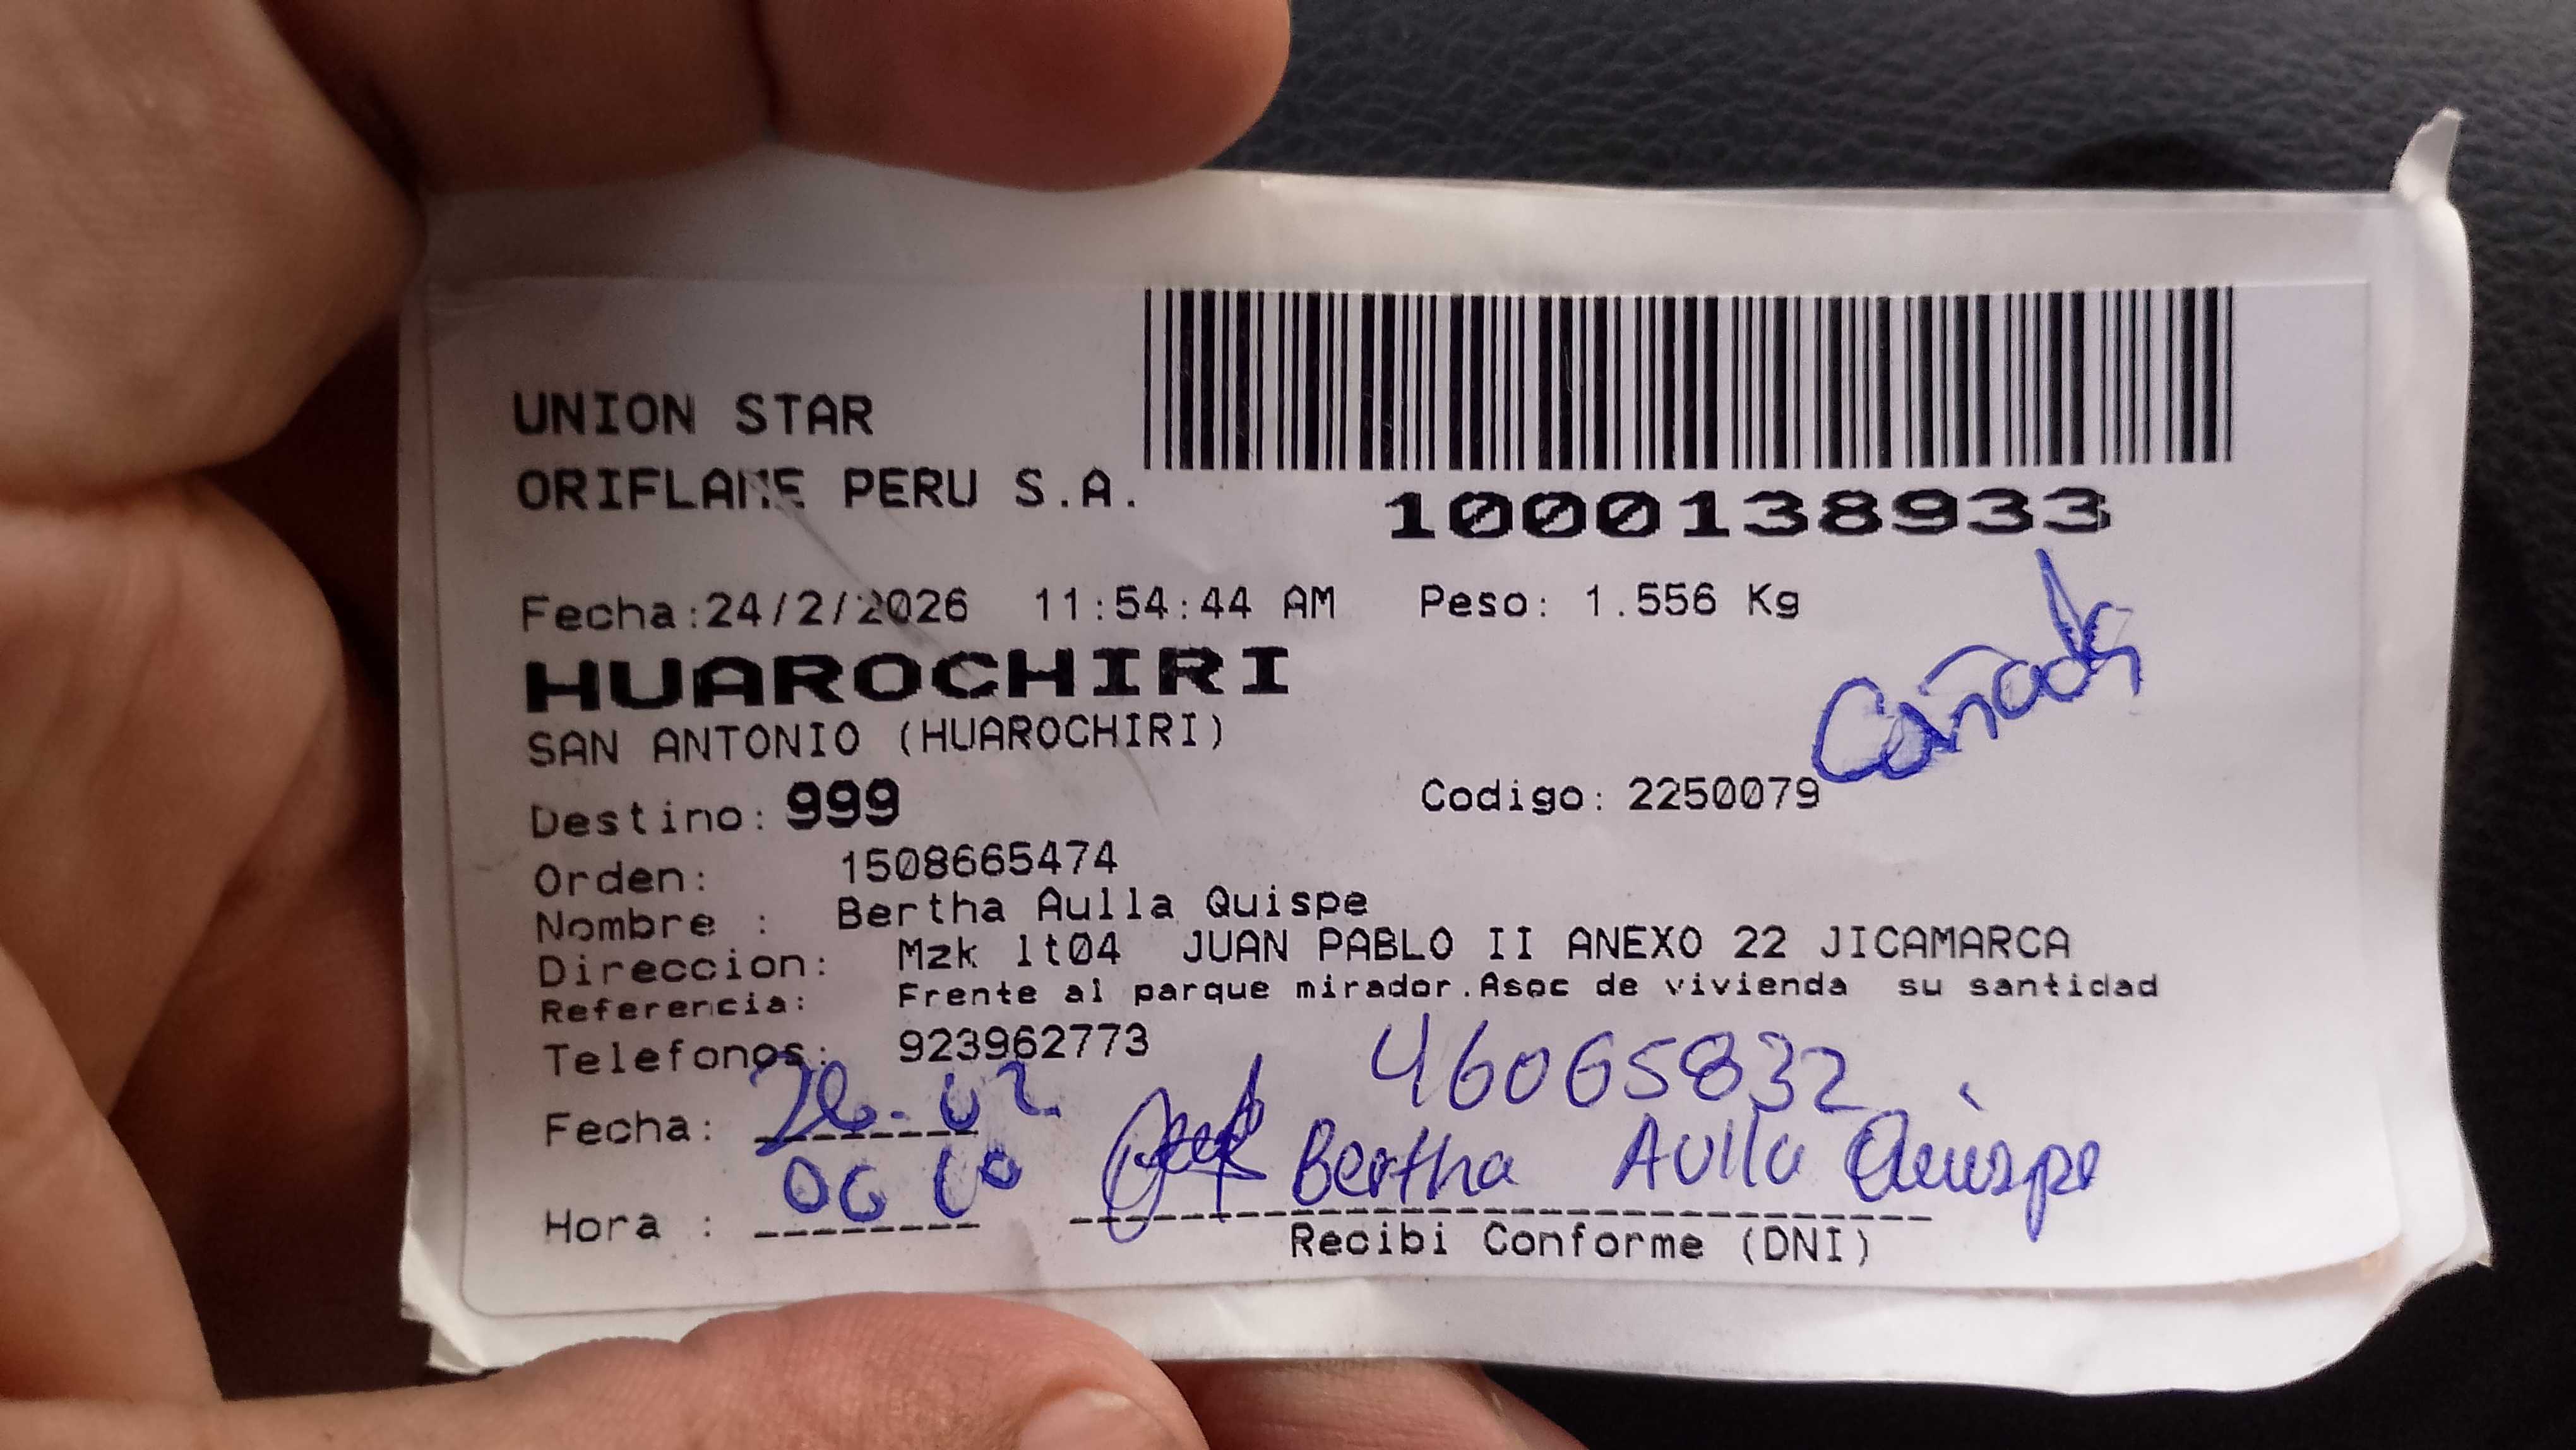 UNION STAR
ORIFLAME PERU S.A.
1000138933
Fecha:24/2/2026 11:54:44 AM Peso: 1.556 Kg
HUAROCHIRI
SAN ANTONIO (HUAROCHIRI)
Cañada
Destino: 999 Codigo: 2250079
Orden: 1508665474
Nombre : Bertha Aulla Quispe
Direccion: Mzk lt04 JUAN PABLO II ANEXO 22 JICAMARCA
Referencia: Frente al parque mirador.Asoc de vivienda su santidad
Telefonos: 923962773
46065832
Fecha: 26-02
Hora : Bertha Aulla Quispe
Recibi Conforme (DNI)